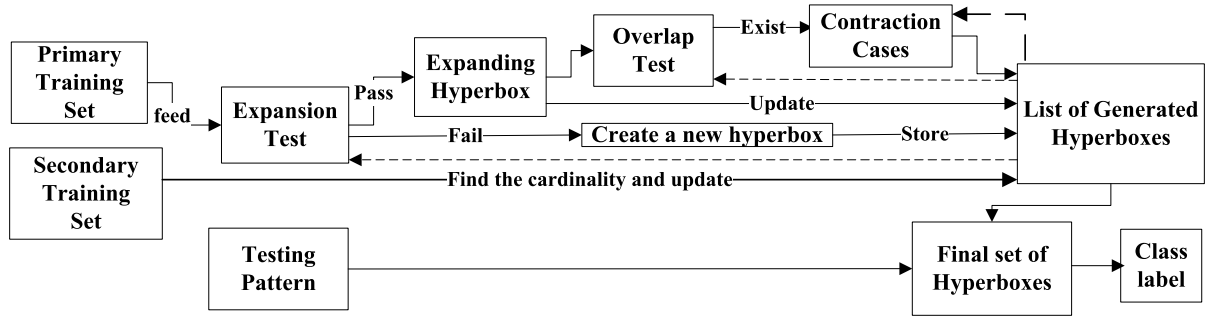 Primary
Training
Set
feed
Expansion
Test
Pass
Expanding
Hyperbox
Overlap
Test
Exist
Contraction
Cases
Update
Fail
Create a new hyperbox
Store
List of Generated
Hyperboxes
Secondary
Training
Set
Find the cardinality and update
Testing
Pattern
Final set of
Hyperboxes
Class
label